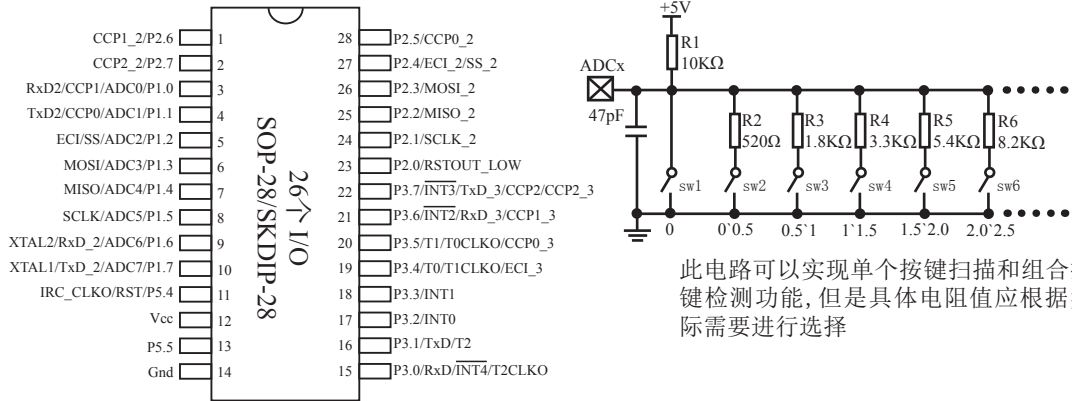 CCP1_2/P2.6 1
CCP2_2/P2.7 2
RxD2/CCP1/ADC0/P1.0 3
TxD2/CCP0/ADC1/P1.1 4
ECI/SS/ADC2/P1.2 5
MOSI/ADC3/P1.3 6
MISO/ADC4/P1.4 7
SCLK/ADC5/P1.5 8
XTAL2/RxD_2/ADC6/P1.6 9
XTAL1/TxD_2/ADC7/P1.7 10
IRC_CLKO/RST/P5.4 11
Vcc 12
P5.5 13
Gnd 14
26个 I/O
SOP-28/SKDIP-28
28 P2.5/CCP0_2
27 P2.4/ECI_2/SS_2
26 P2.3/MOSI_2
25 P2.2/MISO_2
24 P2.1/SCLK_2
23 P2.0/RSTOUT_LOW
22 P3.7/INT3/TxD_3/CCP2/CCP2_3
21 P3.6/INT2/RxD_3/CCP1_3
20 P3.5/T1/T0CLKO/CCP0_3
19 P3.4/T0/T1CLKO/ECI_3
18 P3.3/INT1
17 P3.2/INT0
16 P3.1/TxD/T2
15 P3.0/RxD/INT4/T2CLKO
+5V
R1
10KΩ
ADCx
47pF
R2 R3 R4 R5 R6
520Ω 1.8KΩ 3.3KΩ 5.4KΩ 8.2KΩ
sw1 sw2 sw3 sw4 sw5 sw6
0 0`0.5 0.5`1 1`1.5 1.5`2.0 2.0`2.5
此电路可以实现单个按键扫描和组合
键检测功能,但是具体电阻值应根据
际需要进行选择